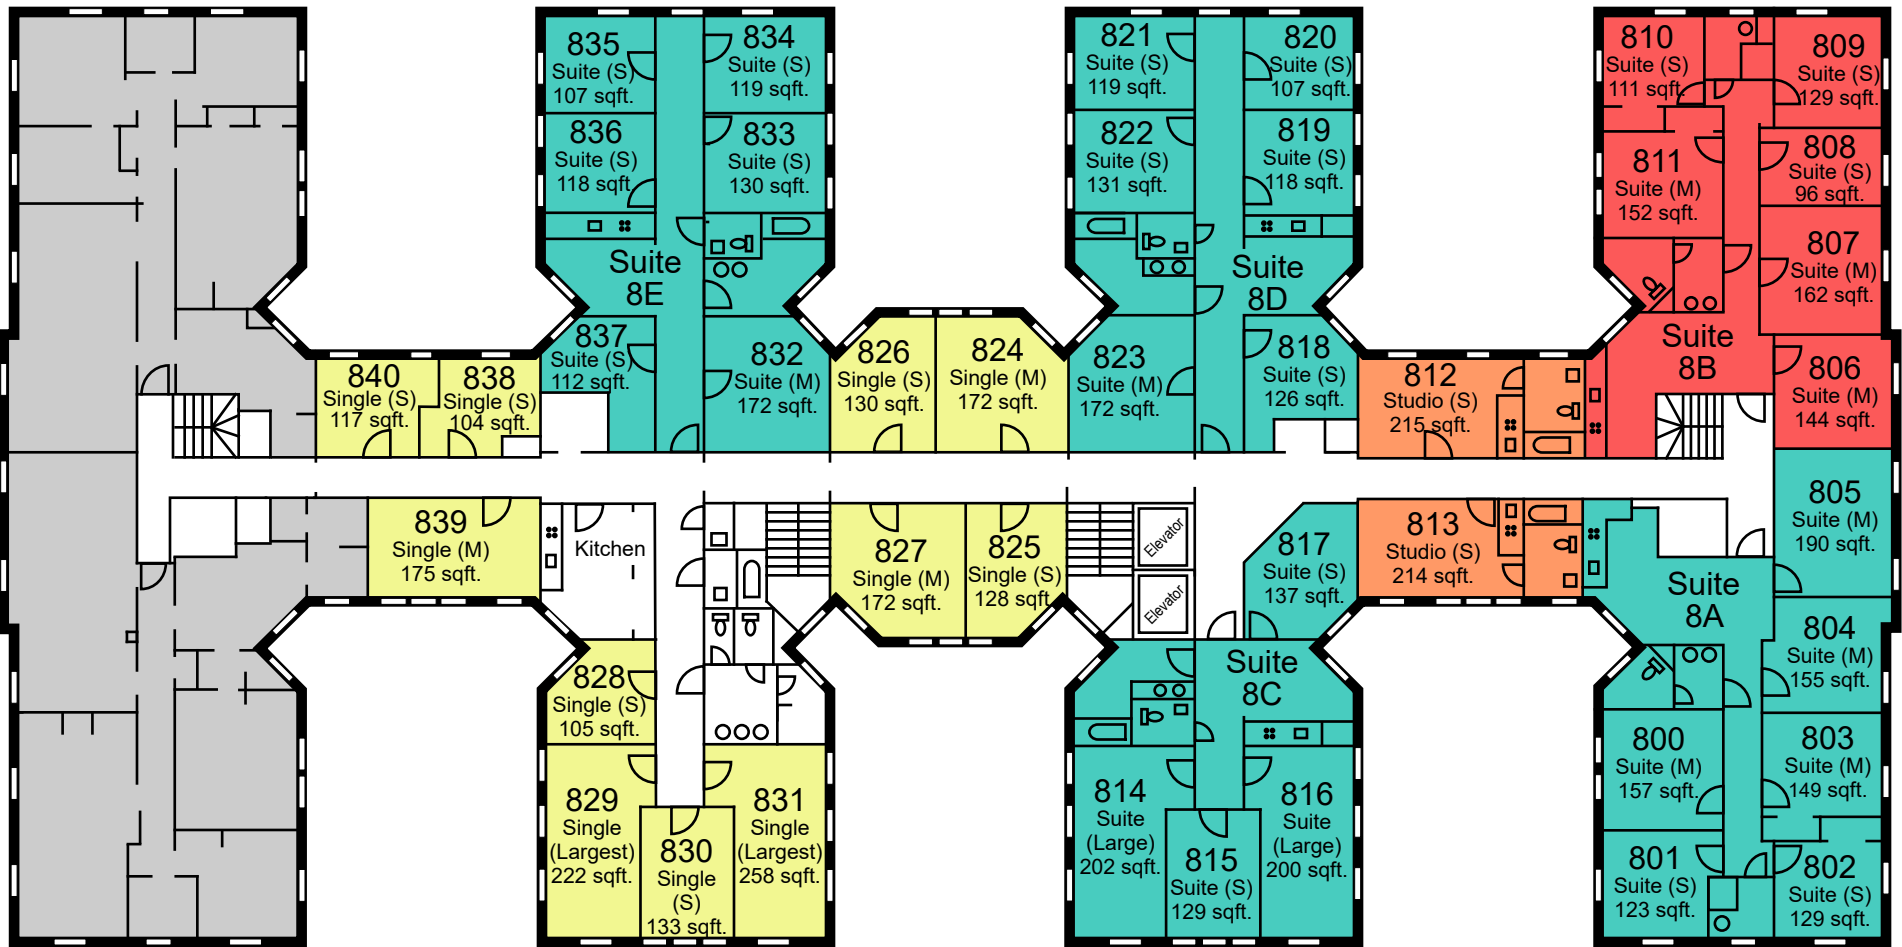 835
Suite (S)
107 sqft.
834
Suite (S)
119 sqft.
821
Suite (S)
119 sqft.
820
Suite (S)
107 sqft.
810
Suite (S)
111 sqft.
809
Suite (S)
129 sqft.
836
Suite (S)
118 sqft.
833
Suite (S)
130 sqft.
822
Suite (S)
131 sqft.
819
Suite (S)
118 sqft.
811
Suite (M)
152 sqft.
808
Suite (S)
96 sqft.
807
Suite (M)
162 sqft.
Suite
8E
Suite
8D
Suite
8B
837
Suite (S)
112 sqft.
832
Suite (M)
172 sqft.
826
Single (S)
130 sqft.
824
Single (M)
172 sqft.
823
Suite (M)
172 sqft.
818
Suite (S)
126 sqft.
812
Studio (S)
215 sqft.
806
Suite (M)
144 sqft.
840
Single (S)
117 sqft.
838
Single (S)
104 sqft.
839
Single (M)
175 sqft.
Kitchen
827
Single (M)
172 sqft.
825
Single (S)
128 sqft.
Elevator
Elevator
817
Suite (S)
137 sqft.
813
Studio (S)
214 sqft.
805
Suite (M)
190 sqft.
Suite
8A
804
Suite (M)
155 sqft.
828
Single (S)
105 sqft.
Suite
8C
800
Suite (M)
157 sqft.
803
Suite (M)
149 sqft.
829
Single
(Largest)
222 sqft.
830
Single
(S)
133 sqft.
831
Single
(Largest)
258 sqft.
814
Suite
(Large)
202 sqft.
815
Suite (S)
129 sqft.
816
Suite
(Large)
200 sqft.
801
Suite (S)
123 sqft.
802
Suite (S)
129 sqft.